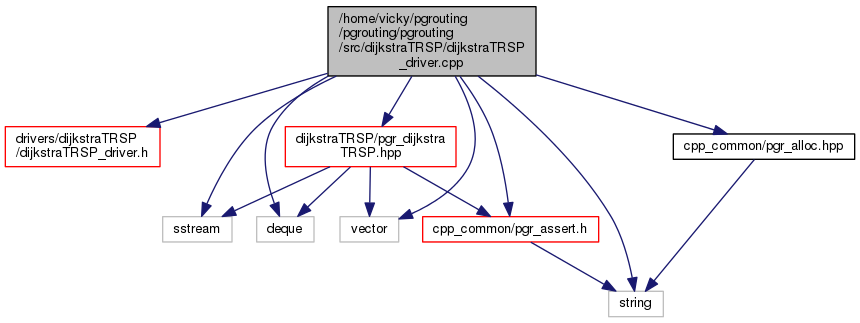 /home/vicky/pgrouting
/pgrouting/pgrouting
/src/dijkstraTRSP/dijkstraTRSP
_driver.cpp
drivers/dijkstraTRSP
/dijkstraTRSP_driver.h
dijkstraTRSP/pgr_dijkstra
TRSP.hpp
cpp_common/pgr_alloc.hpp
sstream
deque
vector
cpp_common/pgr_assert.h
string